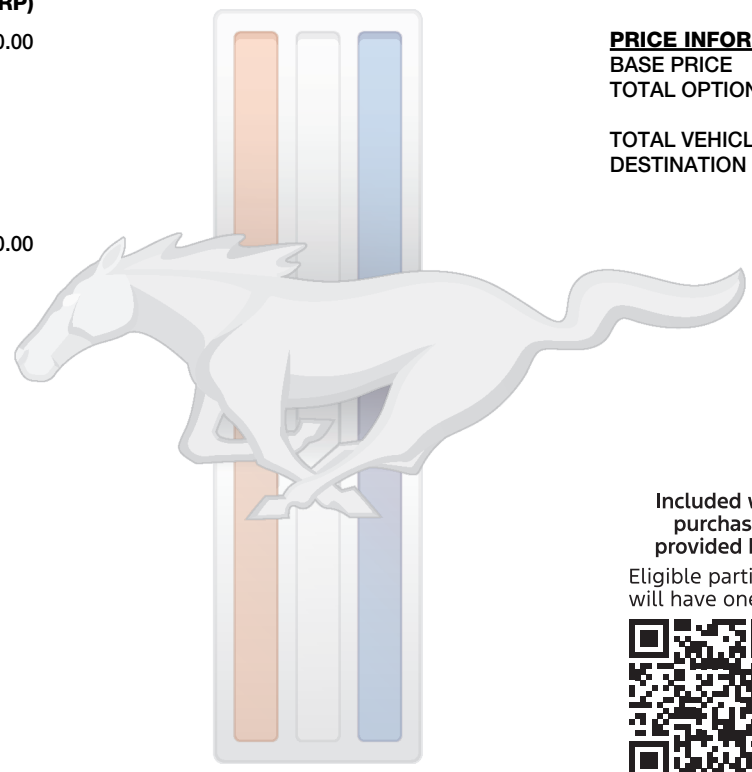 RP)
0.00
0.00
PRICE INFOR
BASE PRICE
TOTAL OPTION
TOTAL VEHICL
DESTINATION
Included w
purchas
provided b
Eligible parti
will have one